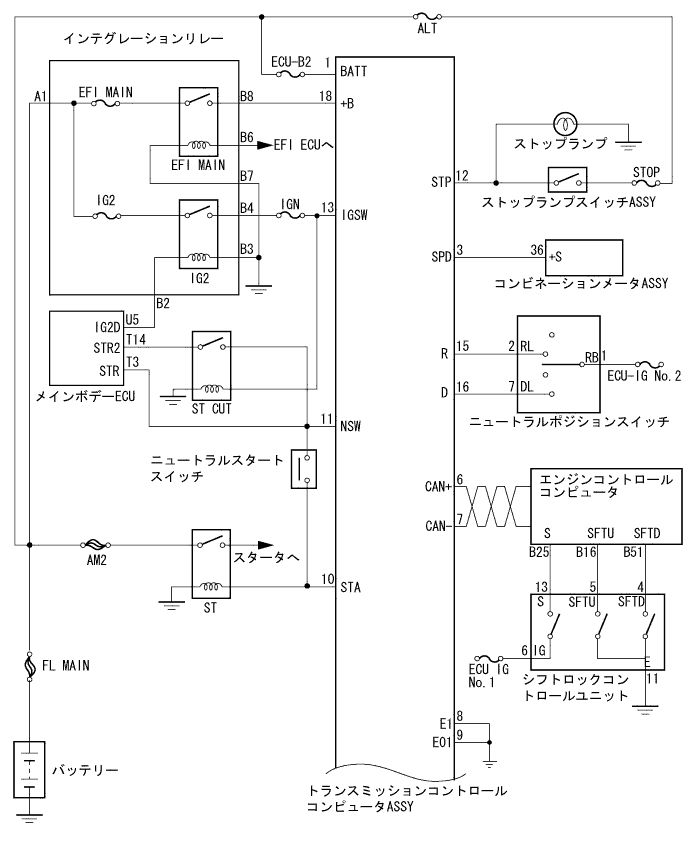 ALT
インテグレーションリレー
ECU-B2
1
BATT
A1
EFI MAIN
B8
18
+B
B6
EFI ECUへ
EFI MAIN
ストップランプ
B7
STP
12
STOP
ストップランプスイッチASSY
IG2
B4
IGN
13
IGSW
B3
SPD
3
36
+S
IG2
コンビネーションメータASSY
B2
U5
IG2D
T14
STR2
T3
STR
メインボデーECU
ST CUT
R
15
2
RL
RB
1
ECU-IG No.2
D
16
7
DL
ニュートラルポジションスイッチ
11
NSW
ニュートラルスタート
スイッチ
CAN+
6
CAN-
7
エンジンコントロール
コンピュータ
S
SFTU
SFTD
B25
B16
B51
AM2
スタータへ
10
STA
ST
13
5
4
S
SFTU
SFTD
6
IG
E
11
ECU IG
No.1
シフトロックコン
トロールユニット
FL MAIN
E1
8
E01
9
バッテリー
トランスミッションコントロール
コンピュータASSY